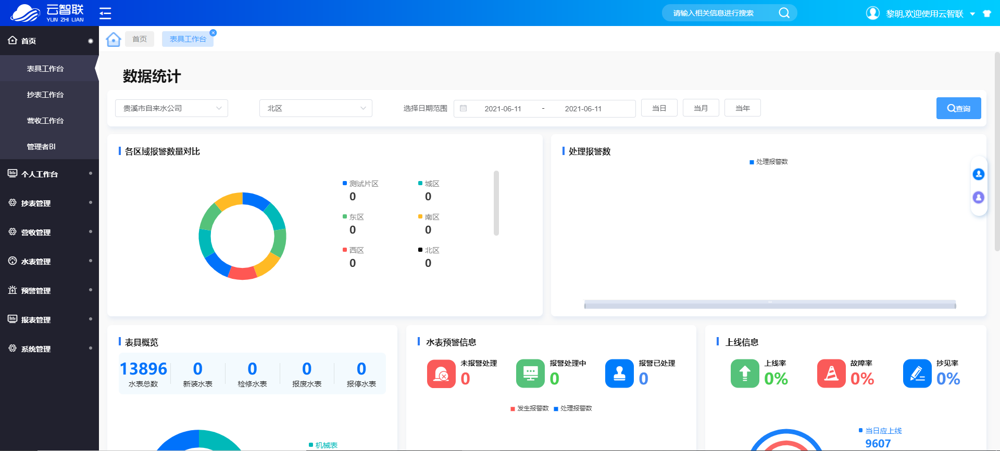 云智联
YUN ZHI LIAN
请输入相关信息进行搜索
黎明,欢迎使用云智联
首页
表具工作台
抄表工作台
营收工作台
管理者BI
个人工作台
抄表管理
营收管理
水表管理
预警管理
报表管理
系统管理
首页
表具工作台
数据统计
贵溪市自来水公司
北区
选择日期范围
2021-06-11 - 2021-06-11
当日
当月
当年
查询
各区域报警数量对比
测试片区
0
城区
0
东区
0
南区
0
西区
0
北区
0
处理报警数
处理报警数
表具概览
13896
水表总数
0
新装水表
0
检修水表
0
报废水表
0
报停水表
机械表
水表预警信息
未报警处理
0
报警处理中
0
报警已处理
0
发生报警数
处理报警数
上线信息
上线率
0%
故障率
0%
抄见率
0%
当日应上线
9607